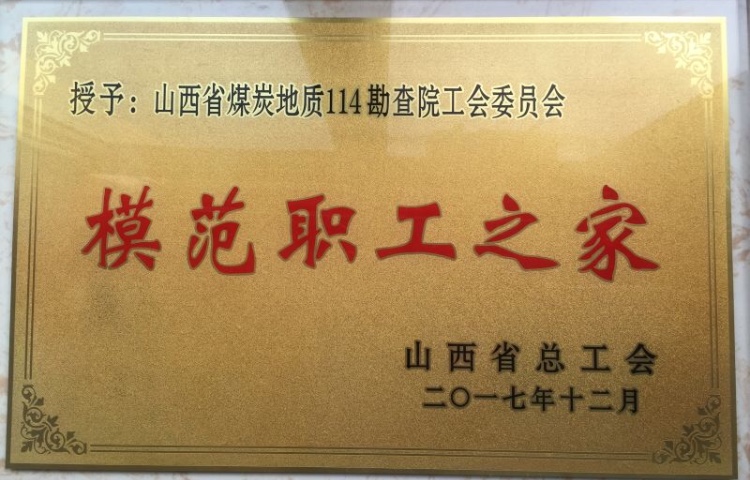 授予：山西省煤炭地质114勘查院工会委员会
模范职工之家
山西省总工会
二〇一七年十二月